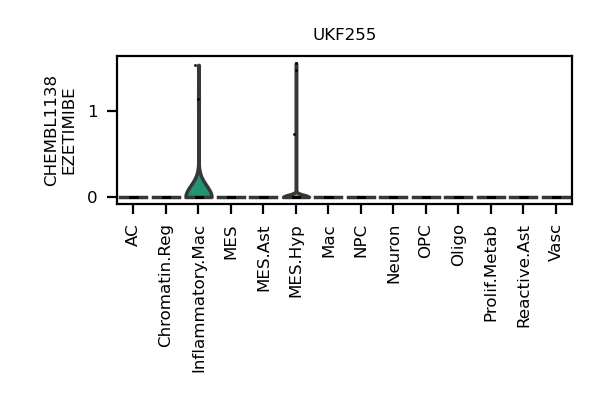 UKF255
CHEMBL1138
EZETIMIBE
1
0
AC
Chromatin.Reg
Inflammatory.Mac
MES
MES.Ast
MES.Hyp
Mac
NPC
Neuron
OPC
Oligo
Prolif.Metab
Reactive.Ast
Vasc